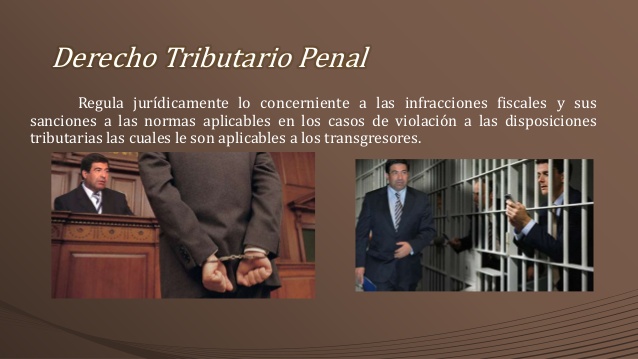 Derecho Tributario Penal
Regula jurídicamente lo concerniente a las infracciones fiscales y sus
sanciones a las normas aplicables en los casos de violación a las disposiciones
tributarias las cuales le son aplicables a los transgresores.